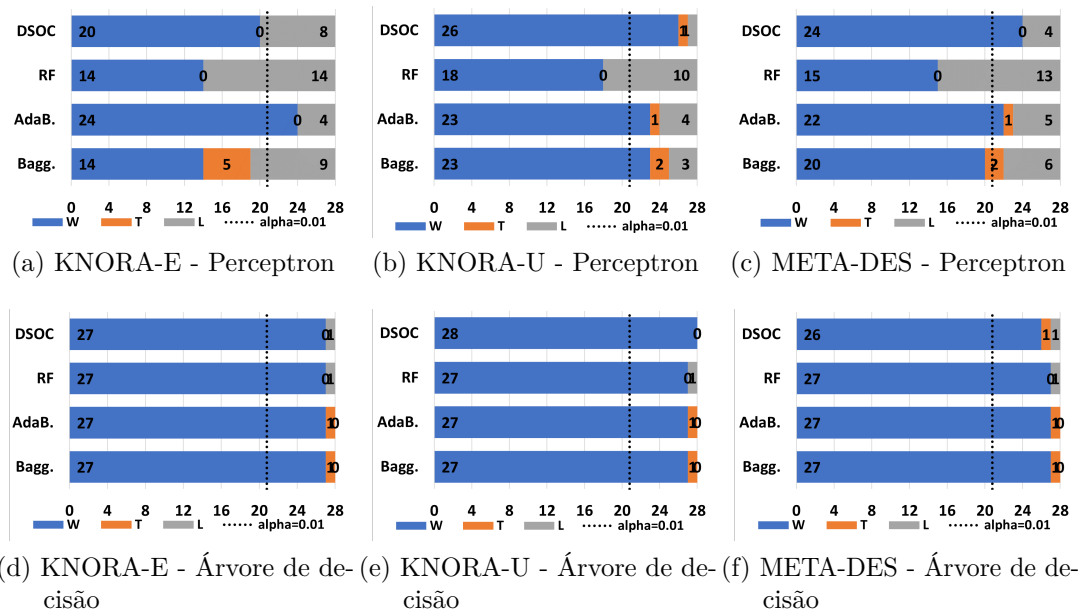 DSOC 20 0 8
RF 14 0 14
AdaB. 24 0 4
Bagg. 14 5 9
0 4 8 12 16 20 24 28
W T L alpha=0.01
(a) KNORA-E - Perceptron
DSOC 26 1 1
RF 18 0 10
AdaB. 23 1 4
Bagg. 23 2 3
0 4 8 12 16 20 24 28
W T L alpha=0.01
(b) KNORA-U - Perceptron
DSOC 24 0 4
RF 15 0 13
AdaB. 22 1 5
Bagg. 20 2 6
0 4 8 12 16 20 24 28
W T L alpha=0.01
(c) META-DES - Perceptron
DSOC 27 0 1
RF 27 0 1
AdaB. 27 1 0
Bagg. 27 1 0
0 4 8 12 16 20 24 28
W T L alpha=0.01
(d) KNORA-E - Árvore de de-
cisão
DSOC 28 0
RF 27 0 1
AdaB. 27 1 0
Bagg. 27 1 0
0 4 8 12 16 20 24 28
W T L alpha=0.01
(e) KNORA-U - Árvore de de-
cisão
DSOC 26 1 1
RF 27 0 1
AdaB. 27 1 0
Bagg. 27 1 0
0 4 8 12 16 20 24 28
W T L alpha=0.01
(f) META-DES - Árvore de de-
cisão